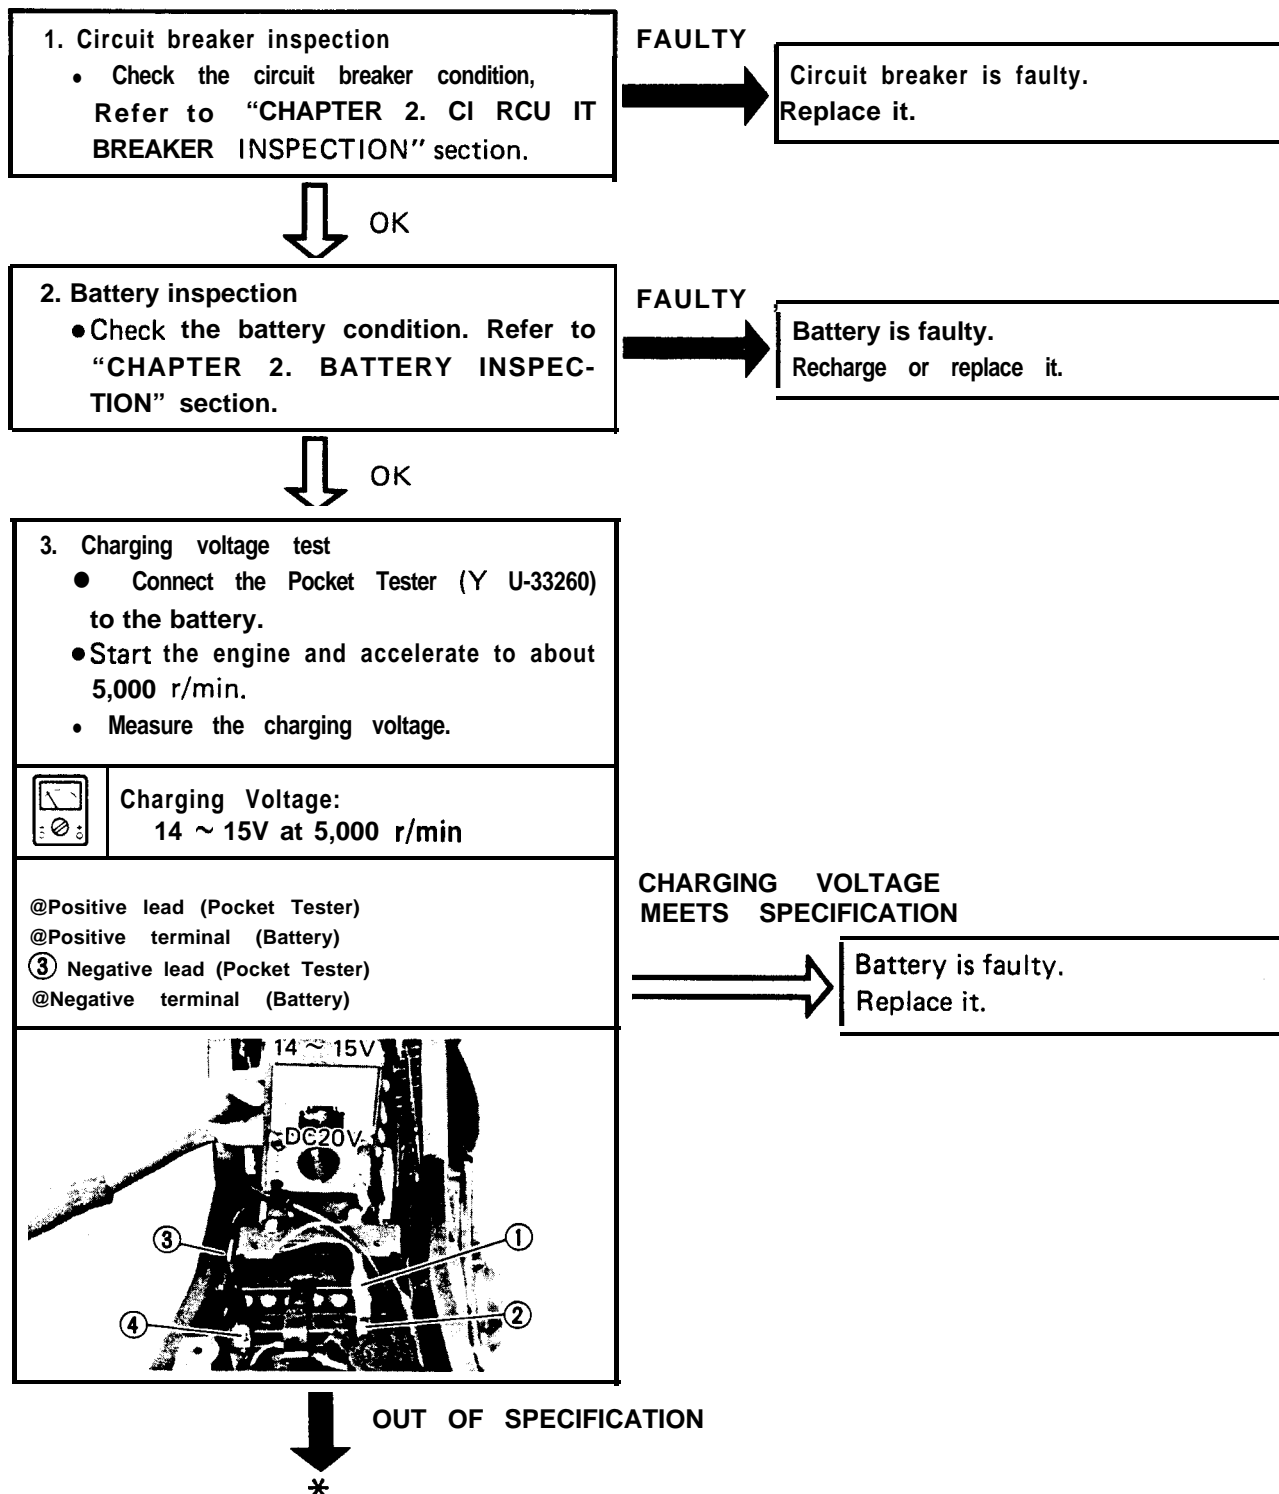 1. Circuit breaker inspection
• Check the circuit breaker condition,
Refer to “CHAPTER 2. CI RCU IT
BREAKER INSPECTION” section.
FAULTY
Circuit breaker is faulty.
Replace it.
OK
2. Battery inspection
• Check the battery condition. Refer to
“CHAPTER 2. BATTERY INSPEC-
TION” section.
FAULTY
Battery is faulty.
Recharge or replace it.
OK
3. Charging voltage test
• Connect the Pocket Tester (Y U-33260)
to the battery.
• Start the engine and accelerate to about
5,000 r/min.
• Measure the charging voltage.
Charging Voltage:
14 ~ 15V at 5,000 r/min
@Positive lead (Pocket Tester)
@Positive terminal (Battery)
③ Negative lead (Pocket Tester)
@Negative terminal (Battery)
CHARGING VOLTAGE
MEETS SPECIFICATION
Battery is faulty.
Replace it.
14 ~ 15V
DC20V
③
①
②
④
OUT OF SPECIFICATION
*